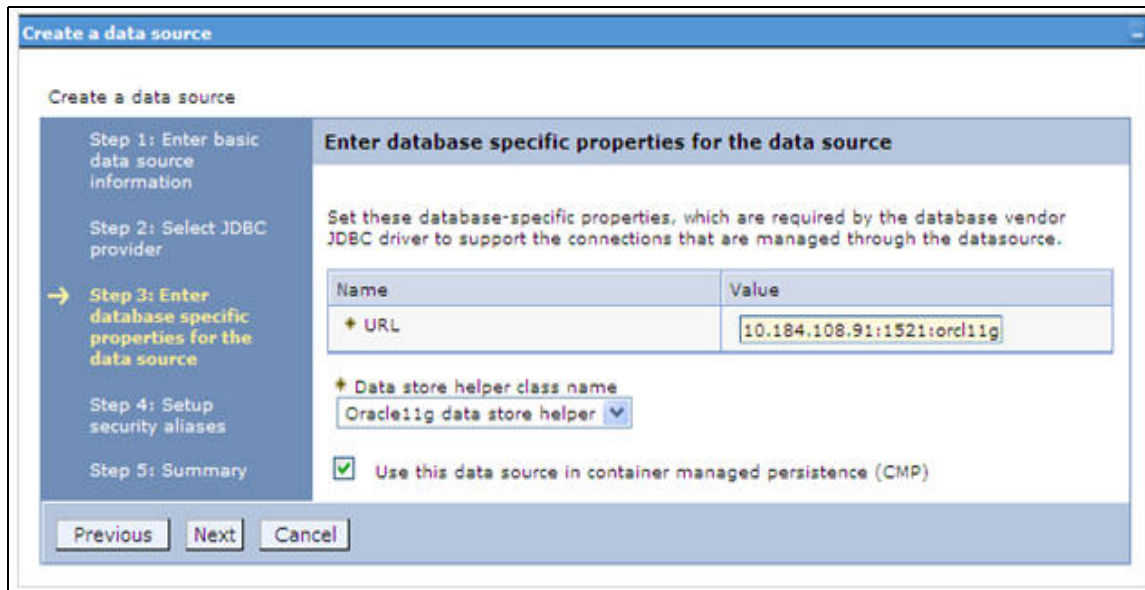 Create a data source
Create a data source
Step 1: Enter basic
data source
information
Step 2: Select JDBC
provider
Step 3: Enter
database specific
properties for the
data source
Step 4: Setup
security aliases
Step 5: Summary
Enter database specific properties for the data source
Set these database-specific properties, which are required by the database vendor
JDBC driver to support the connections that are managed through the datasource.
Name Value
URL 10.184.108.91:1521:orcl11g
Data store helper class name
Oracle11g data store helper
Use this data source in container managed persistence (CMP)
Previous Next Cancel